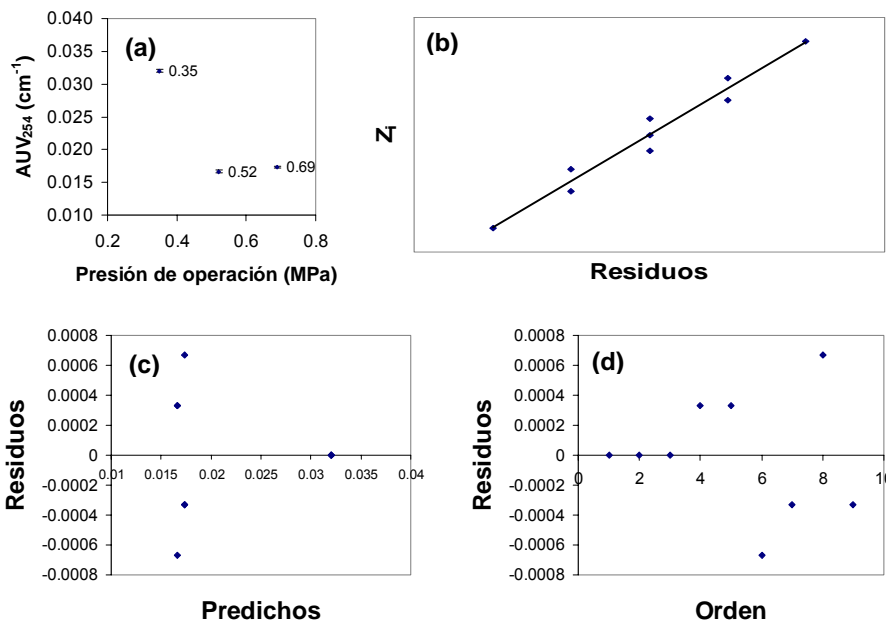 (a)
AUV254 (cm-1)
0.040
0.035
0.030
0.025
0.020
0.015
0.010
0.35
0.52
0.69
0.2 0.4 0.6 0.8
Presión de operación (MPa)
(b)
Zi
Residuos
(c)
Residuos
0.0008
0.0006
0.0004
0.0002
0
-0.0002
-0.0004
-0.0006
-0.0008
0.01 0.015 0.02 0.025 0.03 0.035 0.04
Predichos
(d)
Residuos
0.0008
0.0006
0.0004
0.0002
0
-0.0002
-0.0004
-0.0006
-0.0008
0 2 4 6 8 10
Orden